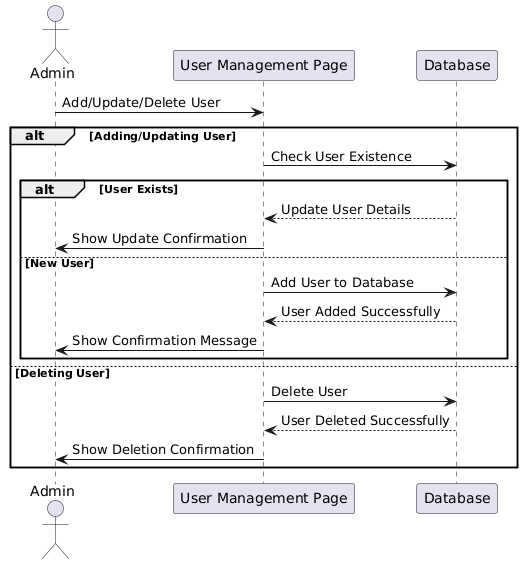 Admin
User Management Page
Database
Add/Update/Delete User
alt [Adding/Updating User]
Check User Existence
alt [User Exists]
Update User Details
Show Update Confirmation
[New User]
Add User to Database
User Added Successfully
Show Confirmation Message
[Deleting User]
Delete User
User Deleted Successfully
Show Deletion Confirmation
Admin
User Management Page
Database